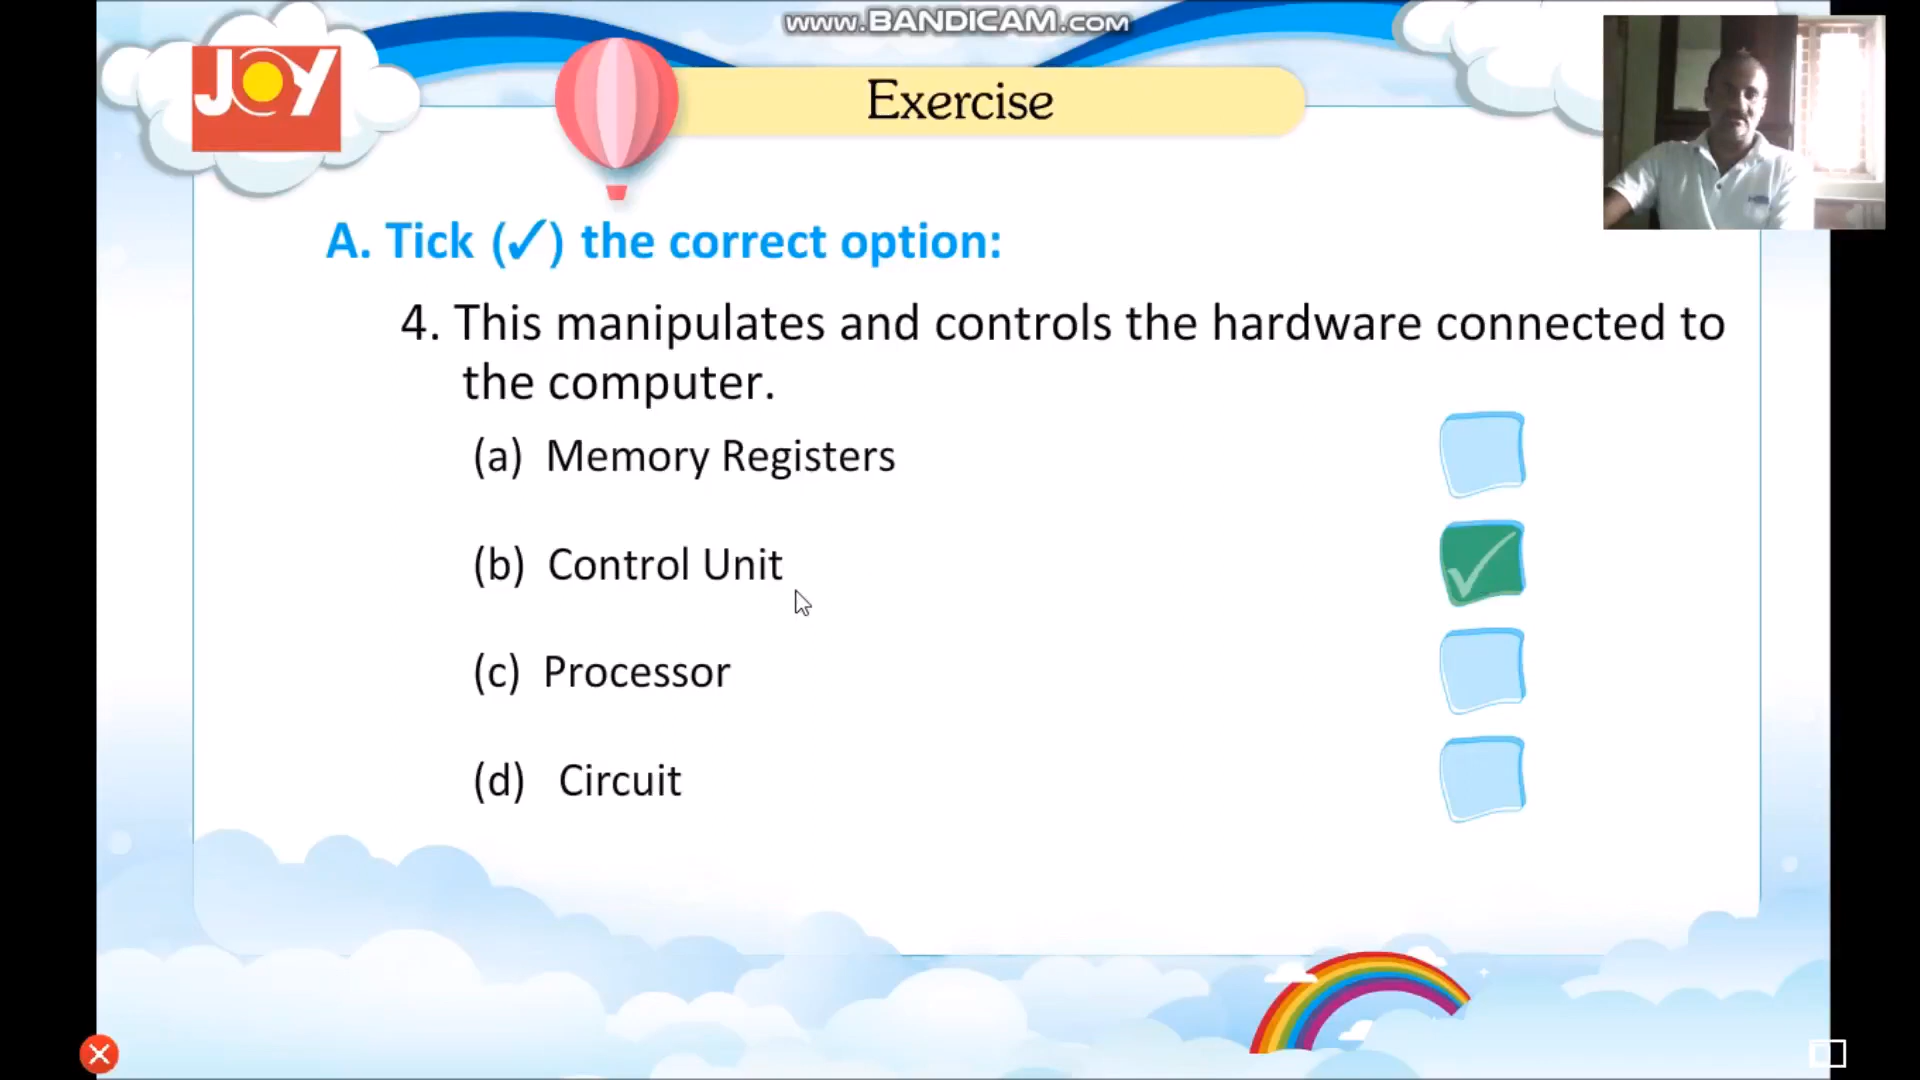 www.BANDICAM.com
JOY
Exercise
A. Tick (✓) the correct option:
4. This manipulates and controls the hardware connected to
the computer.
(a) Memory Registers
(b) Control Unit
(c) Processor
(d) Circuit